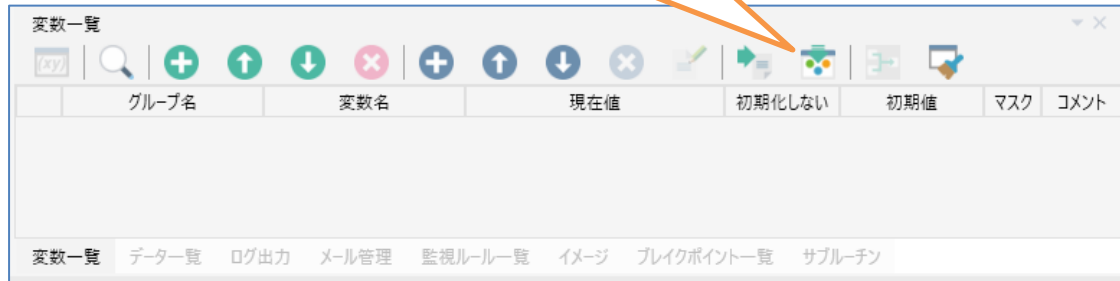 変数一覧
(xy)
グループ名 変数名 現在値 初期化しない 初期値 マスク コメント
変数一覧 データ一覧 ログ出力 メール管理 監視ルール一覧 イメージ ブレイクポイント一覧 サブルーチン